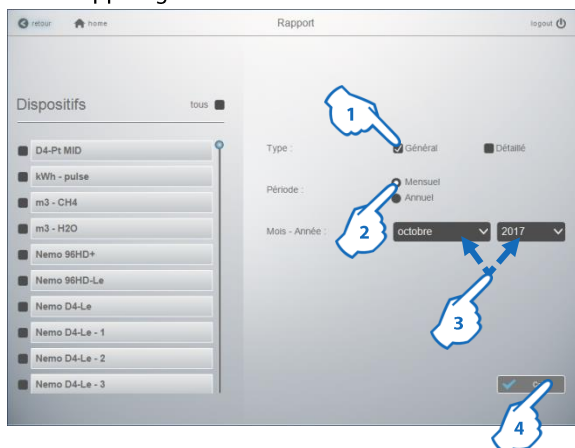 retour home Rapport logout
Dispositifs tous
D4-Pt MID
kWh - pulse
m3 - CH4
m3 - H2O
Nemo 96HD+
Nemo 96HD-Le
Nemo D4-Le
Nemo D4-Le - 1
Nemo D4-Le - 2
Nemo D4-Le - 3
1
Type : Général Détaillé
Période : Mensuel
Annuel
2
Mois - Année : octobre 2017
3
4